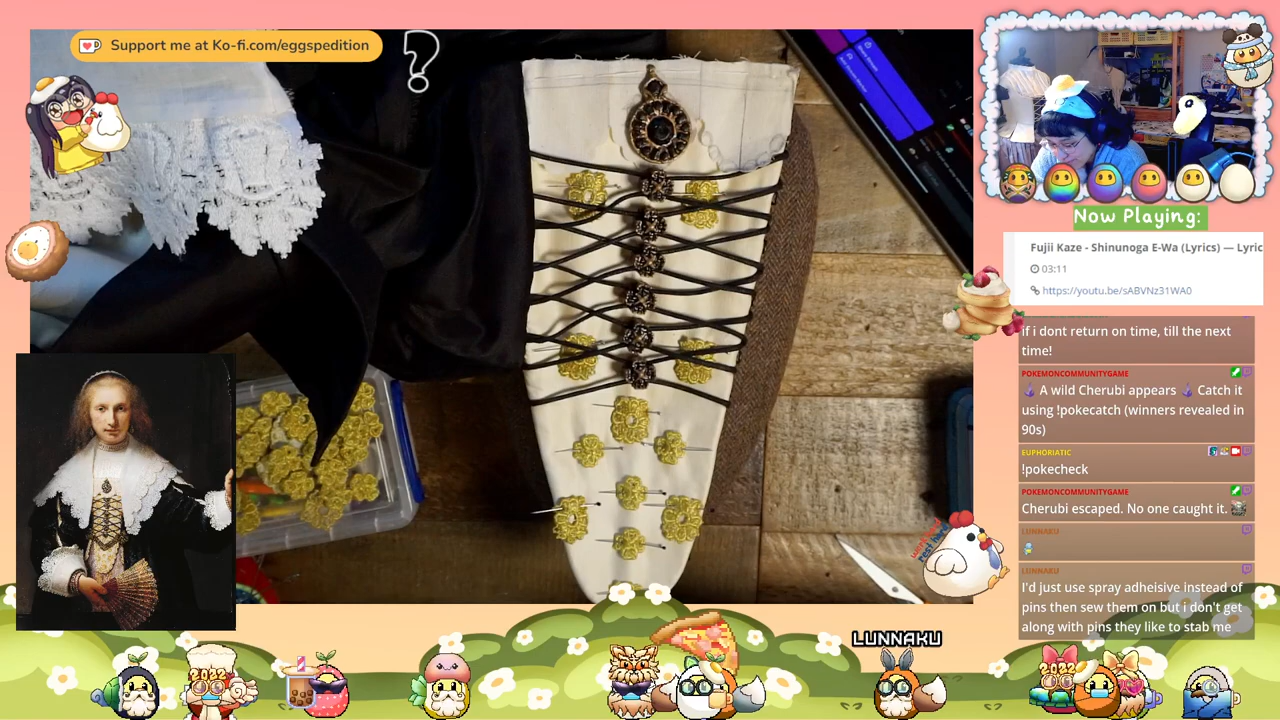 Support me at Ko-fi.com/eggspedition
?
Now Playing:
Fujii Kaze - Shinunoga E-Wa (Lyrics) — Lyric
03:11
https://youtu.be/sABVNz31WA0
if i dont return on time, till the next
time!
POKEMONCOMMUNITYGAME
A wild Cherubi appears Catch it
using !pokecatch (winners revealed in
90s)
EUPHORIATIC
!pokecheck
POKEMONCOMMUNITYGAME
Cherubi escaped. No one caught it.
LUNNAKU
LUNNAKU
I'd just use spray adheisive instead of
pins then sew them on but i don't get
along with pins they like to stab me
LUNNAKU
2022
2022